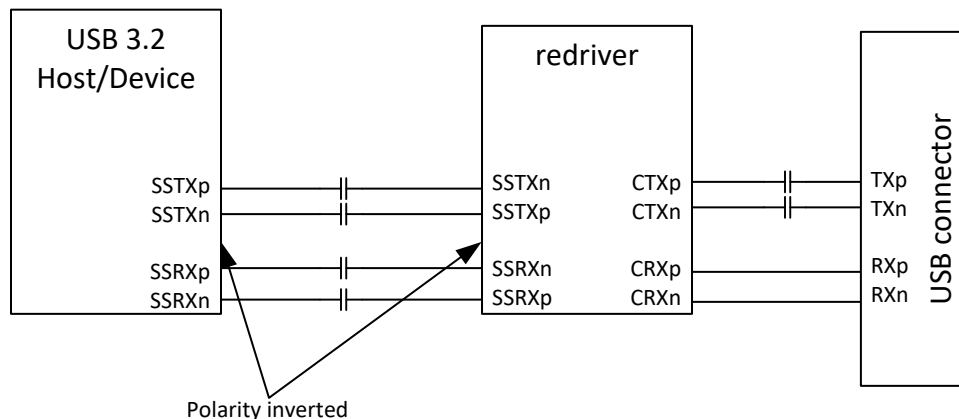 USB 3.2
Host/Device
SSTXp
SSTXn
SSRXp
SSRXn
redriver
SSTXn
SSTXp
SSRXn
SSRXp
CTXp
CTXn
CRXp
CRXn
TXp
TXn
RXp
RXn
USB connector
Polarity inverted